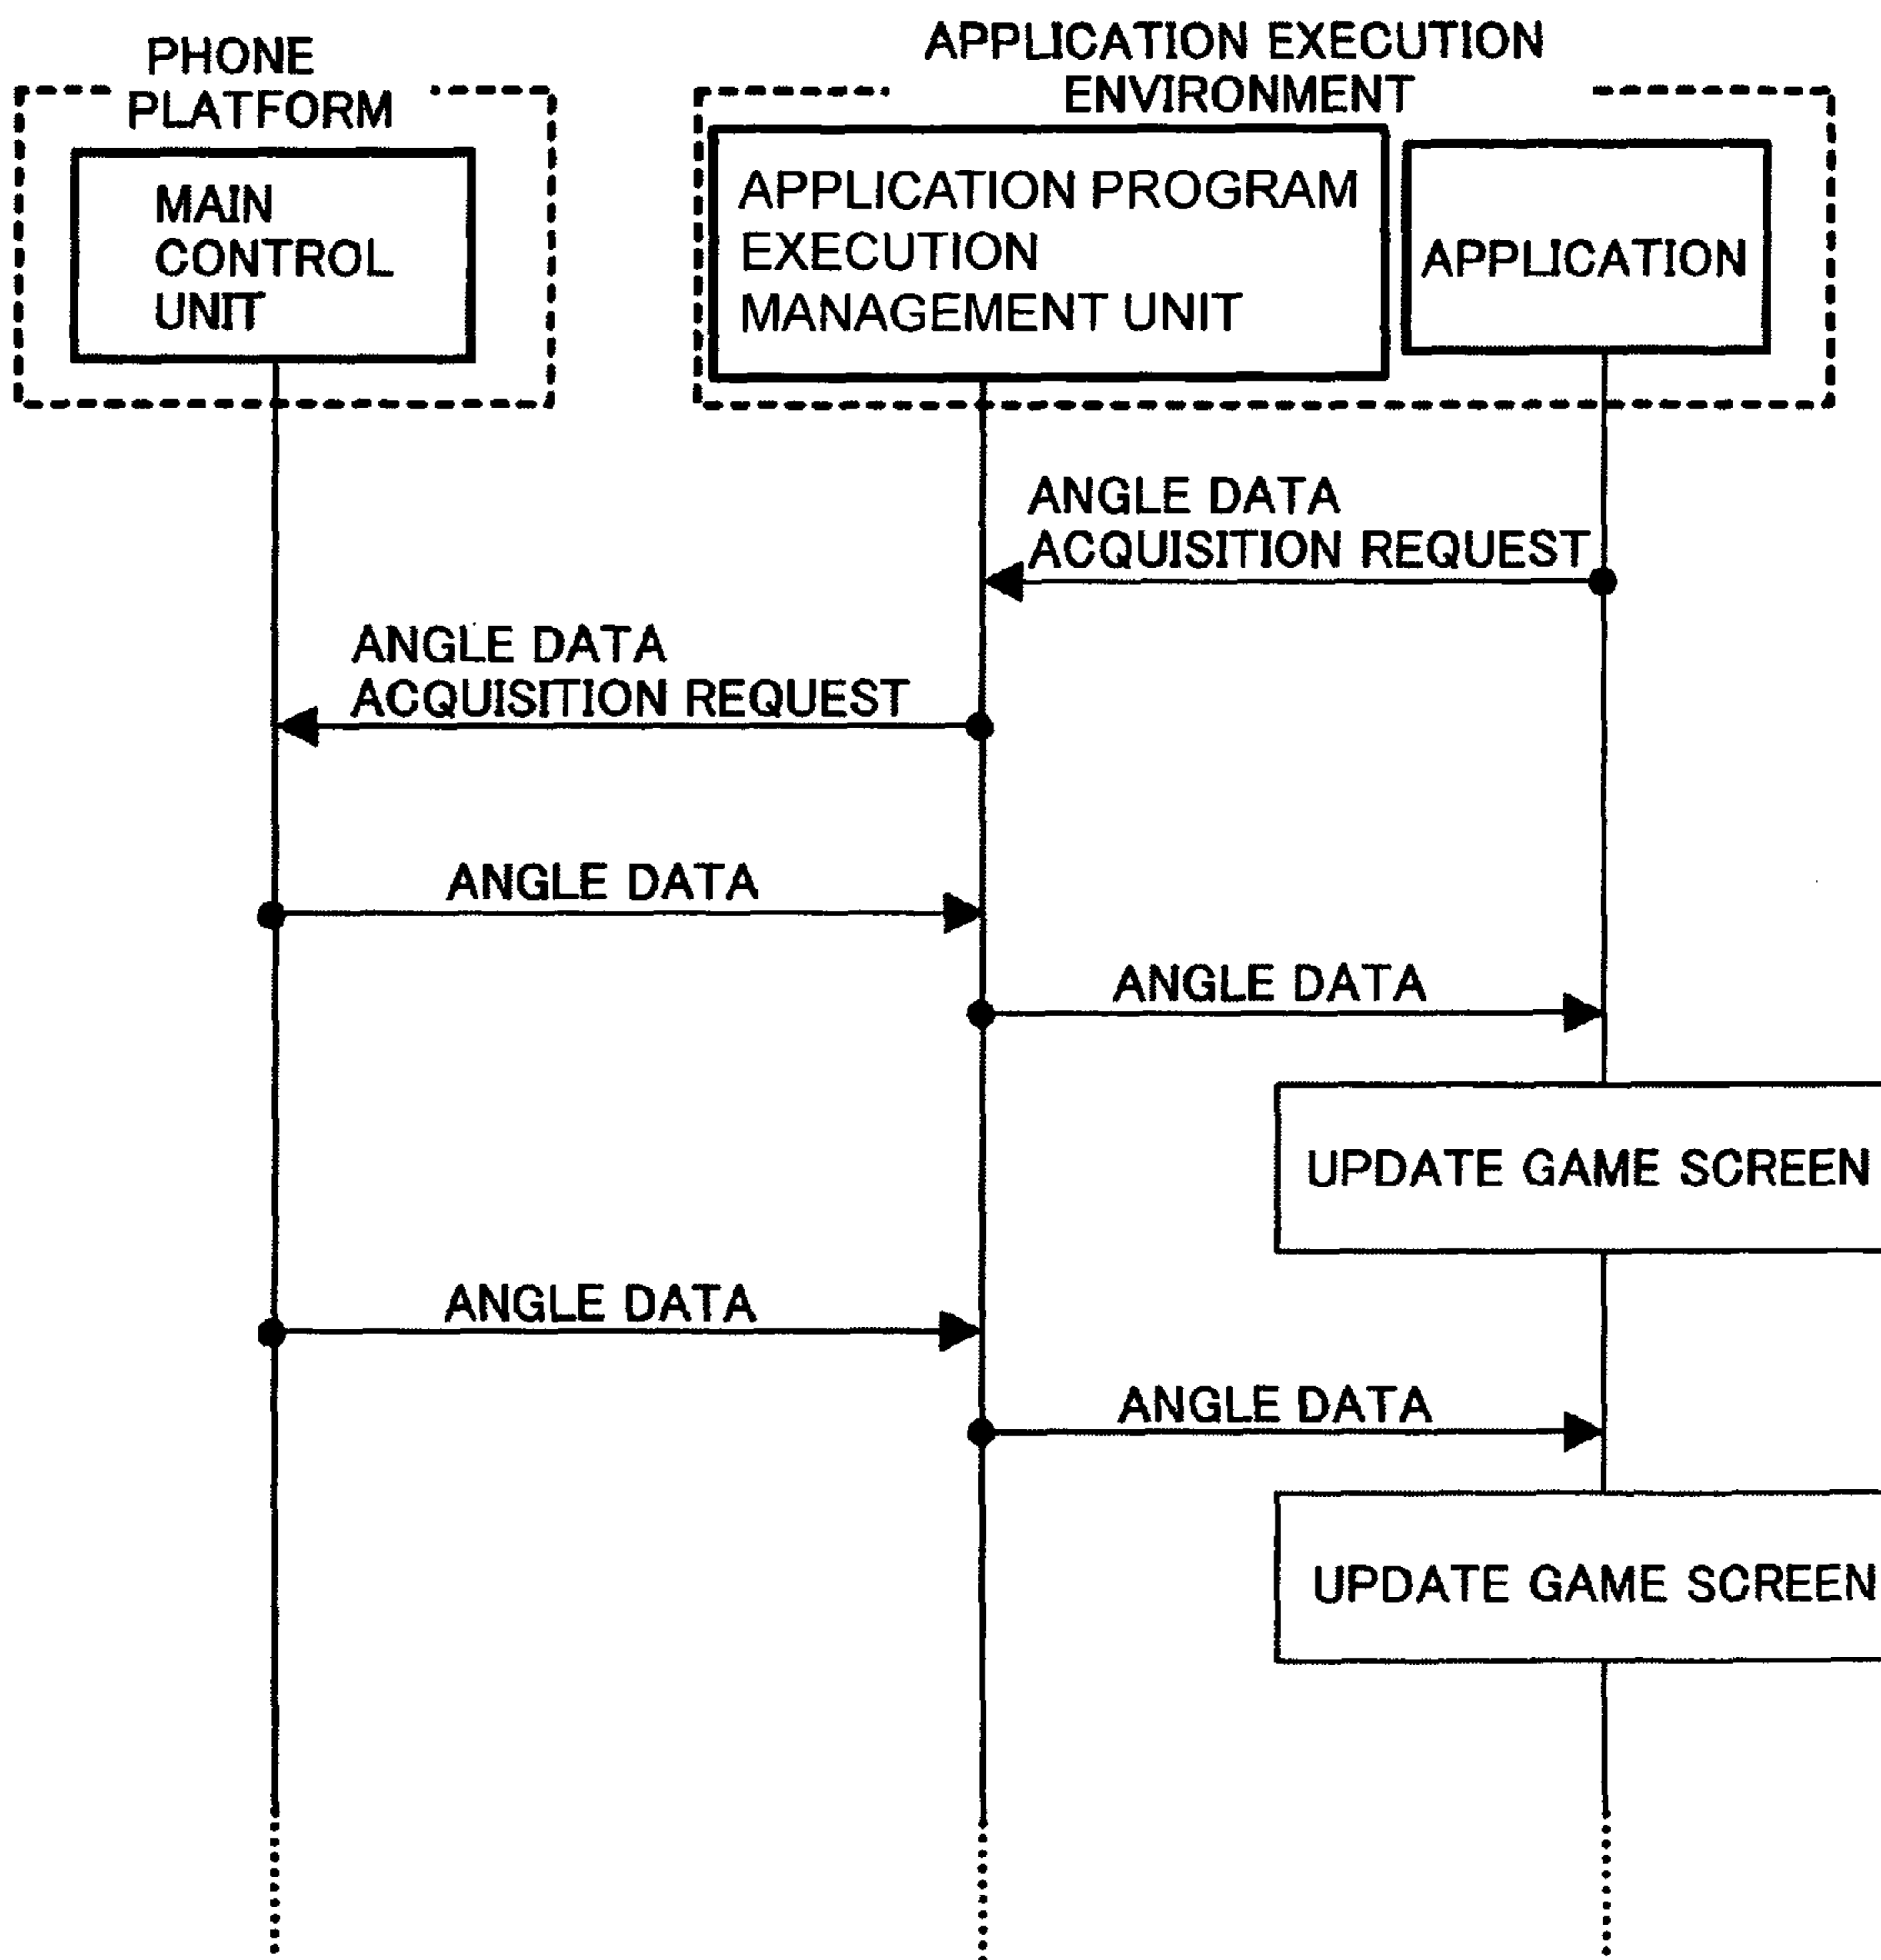 PHONE
PLATFORM
APPLICATION EXECUTION
ENVIRONMENT
MAIN
CONTROL
UNIT
APPLICATION PROGRAM
EXECUTION
MANAGEMENT UNIT
APPLICATION
ANGLE DATA
ACQUISITION REQUEST
ANGLE DATA
ACQUISITION REQUEST
ANGLE DATA
ANGLE DATA
UPDATE GAME SCREEN
ANGLE DATA
ANGLE DATA
UPDATE GAME SCREEN